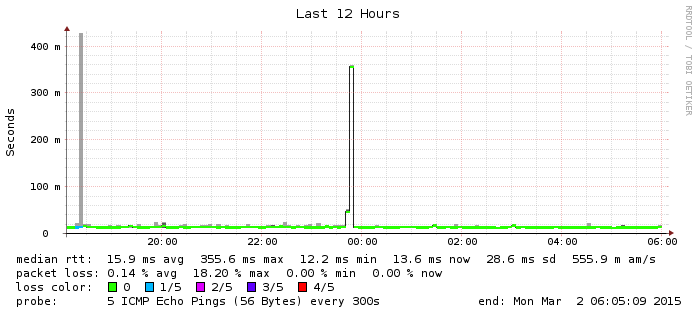 Last 12 Hours
RRDTOOL / TOBI OETIKER
Seconds
400 m
300 m
200 m
100 m
0
20:00 22:00 00:00 02:00 04:00 06:00
median rtt: 15.9 ms avg 355.6 ms max 12.2 ms min 13.6 ms now 28.6 ms sd 555.9 m am/s
packet loss: 0.14 % avg 18.20 % max 0.00 % min 0.00 % now
loss color: 0 1/5 2/5 3/5 4/5
probe: 5 ICMP Echo Pings (56 Bytes) every 300s end: Mon Mar 2 06:05:09 2015